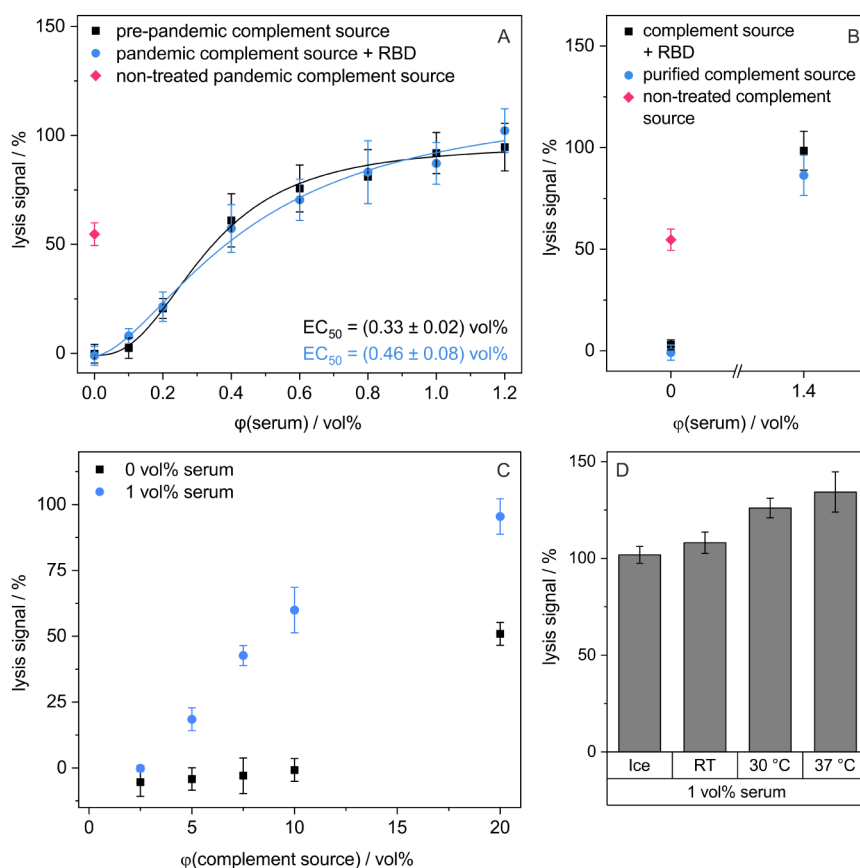 A
pre-pandemic complement source
pandemic complement source + RBD
non-treated pandemic complement source
150
100
50
0
lysis signal / %
EC50 = (0.33 ± 0.02) vol%
EC50 = (0.46 ± 0.08) vol%
0.0 0.2 0.4 0.6 0.8 1.0 1.2
φ(serum) / vol%
B
complement source
+ RBD
purified complement source
non-treated complement
source
150
100
50
0
lysis signal / %
0 1.4
φ(serum) / vol%
C
0 vol% serum
1 vol% serum
100
75
50
25
0
lysis signal / %
0 5 10 15 20
φ(complement source) / vol%
D
150
100
50
0
lysis signal / %
Ice RT 30 °C 37 °C
1 vol% serum